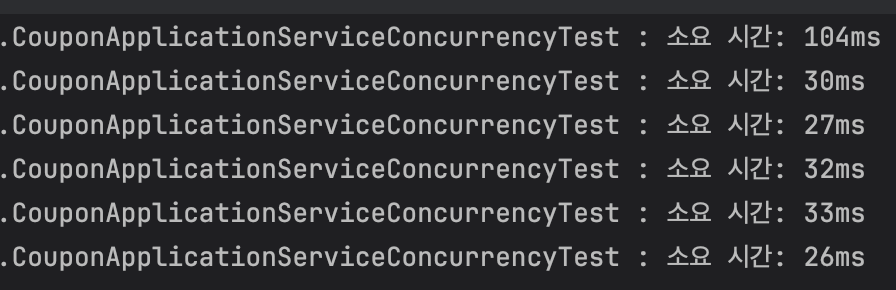 .CouponApplicationServiceConcurrencyTest : 소요 시간: 104ms
.CouponApplicationServiceConcurrencyTest : 소요 시간: 30ms
.CouponApplicationServiceConcurrencyTest : 소요 시간: 27ms
.CouponApplicationServiceConcurrencyTest : 소요 시간: 32ms
.CouponApplicationServiceConcurrencyTest : 소요 시간: 33ms
.CouponApplicationServiceConcurrencyTest : 소요 시간: 26ms